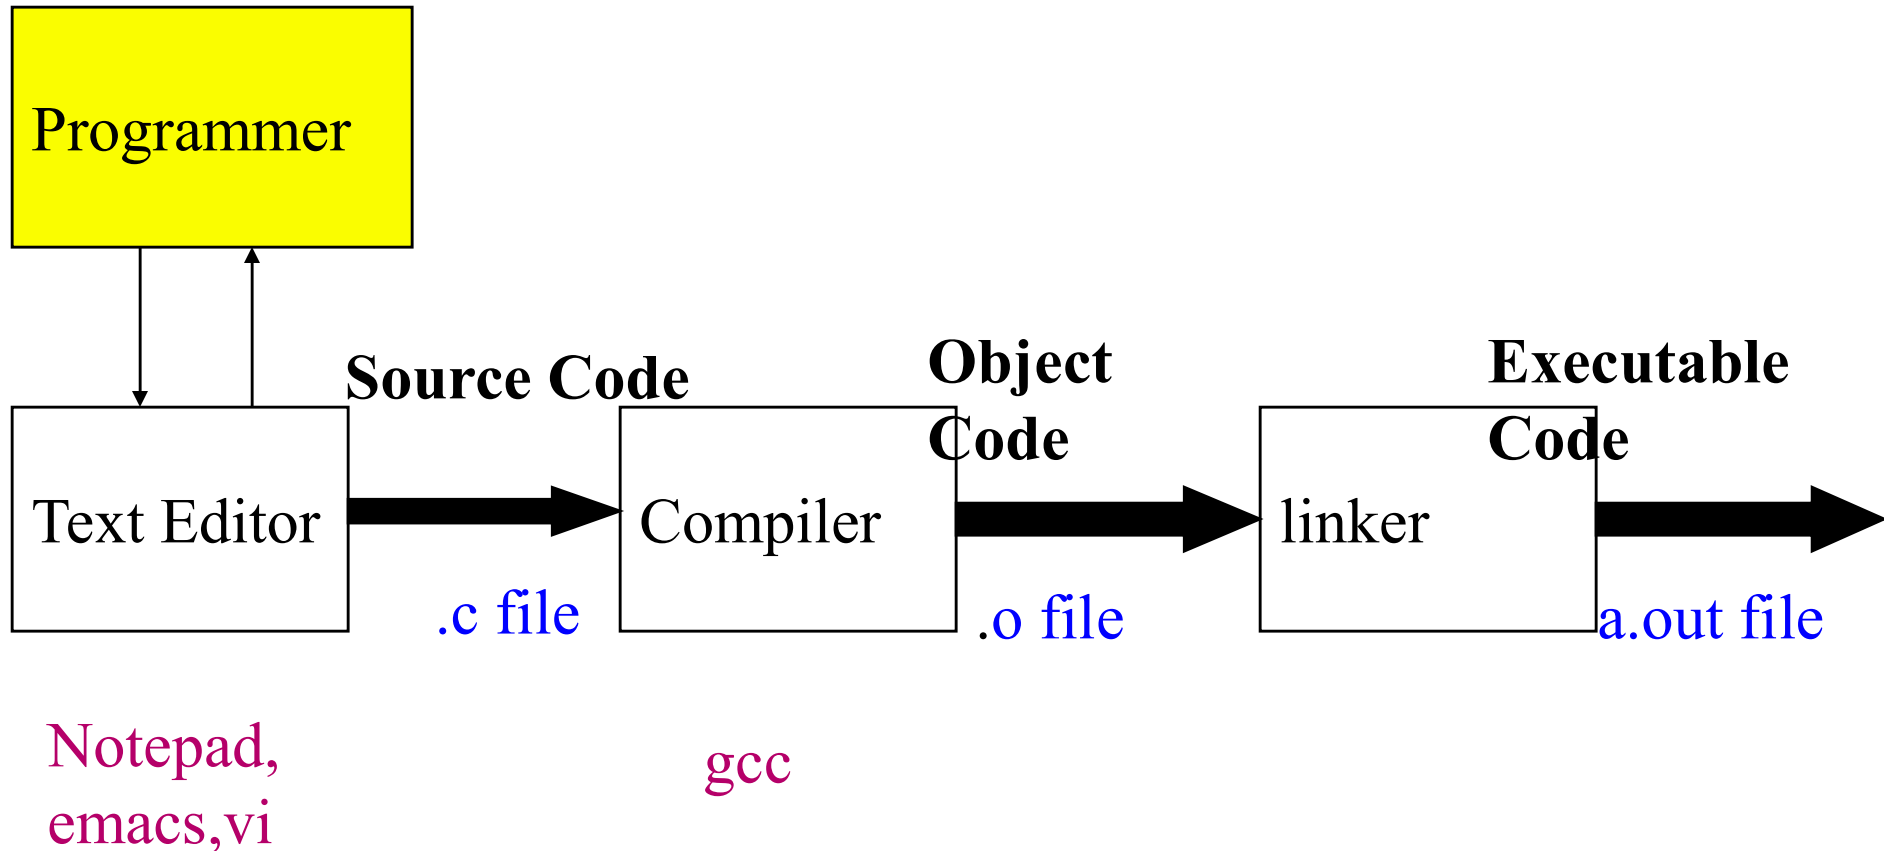 Programmer
Source Code
Object
Code
Executable
Code
Text Editor
Compiler
linker
.c file
.o file
a.out file
Notepad,
emacs,vi
gcc